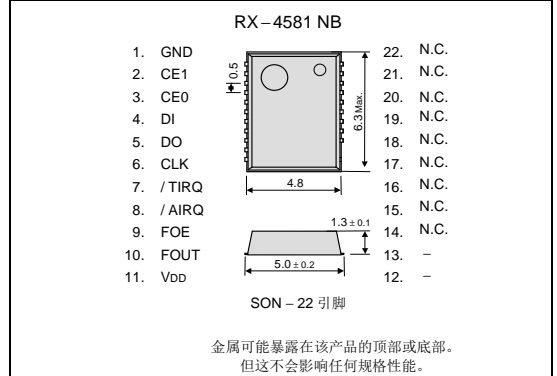 RX–4581 NB
1. GND
2. CE1
3. CE0
4. DI
5. DO
6. CLK
7. / TIRQ
8. / AIRQ
9. FOE
10. FOUT
11. VDD
0.5
6.3 Max.
4.8
1.3 ± 0.1
5.0 ± 0.2
22. N.C.
21. N.C.
20. N.C.
19. N.C.
18. N.C.
17. N.C.
16. N.C.
15. N.C.
14. N.C.
13. –
12. –
SON – 22 引脚
金属可能暴露在该产品的顶部或底部。
但这不会影响任何规格性能。